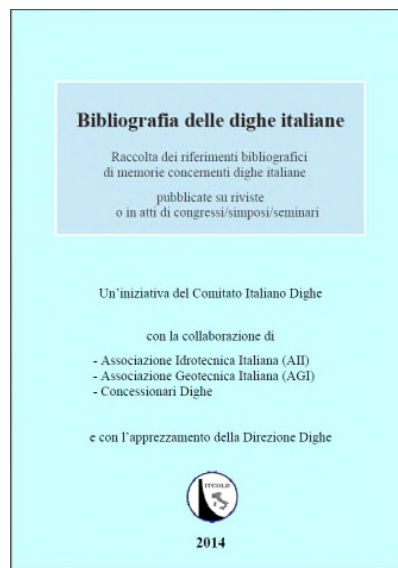 Bibliografia delle dighe italiane
Raccolta dei riferimenti bibliografici
di memorie concernenti dighe italiane
pubblicate su riviste
o in atti di congressi/simposi/seminari
Un'iniziativa del Comitato Italiano Dighe
con la collaborazione di
- Associazione Idrotecnica Italiana (AII)
- Associazione Geotecnica Italiana (AGI)
- Concessionari Dighe
e con l'apprezzamento della Direzione Dighe
ITCOLD
2014